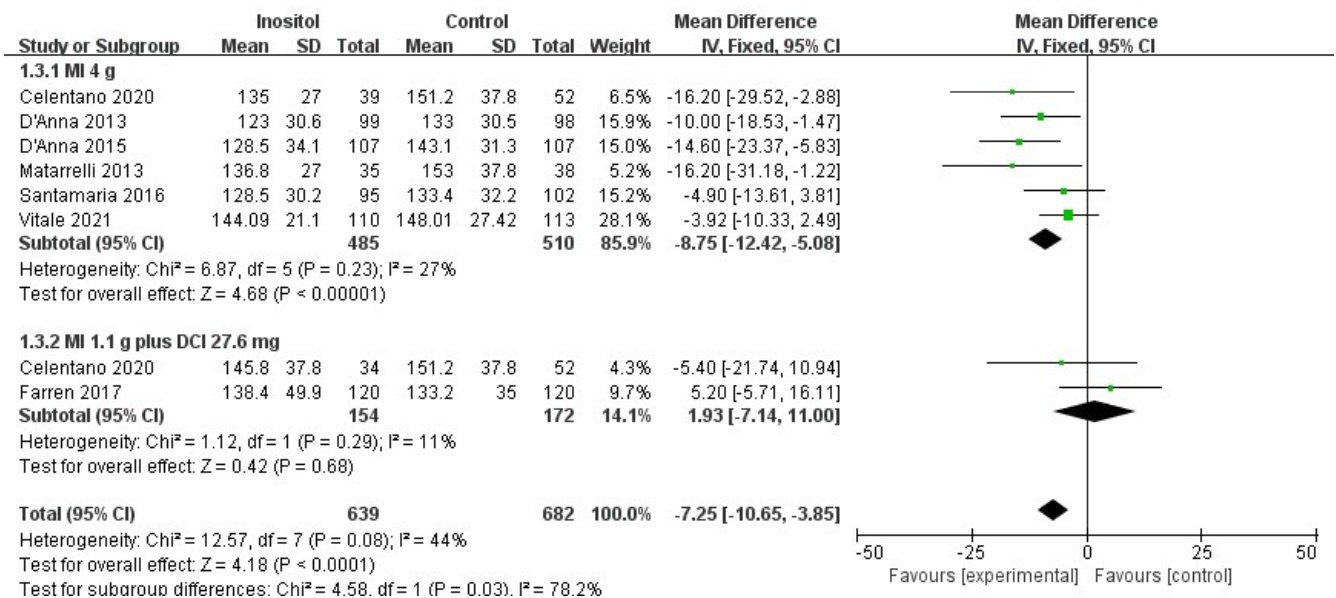 Inositol Control Mean Difference Mean Difference
Study or Subgroup Mean SD Total Mean SD Total Weight IV, Fixed, 95% CI IV, Fixed, 95% CI
1.3.1 MI 4 g
Celentano 2020 135 27 39 151.2 37.8 52 6.5% -16.20 [-29.52, -2.88]
D'Anna 2013 123 30.6 99 133 30.5 98 15.9% -10.00 [-18.53, -1.47]
D'Anna 2015 128.5 34.1 107 143.1 31.3 107 15.0% -14.60 [-23.37, -5.83]
Matarrelli 2013 136.8 27 35 153 37.8 38 5.2% -16.20 [-31.18, -1.22]
Santamaria 2016 128.5 30.2 95 133.4 32.2 102 15.2% -4.90 [-13.61, 3.81]
Vitale 2021 144.09 21.1 110 148.01 27.42 113 28.1% -3.92 [-10.33, 2.49]
Subtotal (95% CI) 485 510 85.9% -8.75 [-12.42, -5.08]
Heterogeneity: Chi² = 6.87, df = 5 (P = 0.23); I² = 27%
Test for overall effect: Z = 4.68 (P < 0.00001)
1.3.2 MI 1.1 g plus DCI 27.6 mg
Celentano 2020 145.8 37.8 34 151.2 37.8 52 4.3% -5.40 [-21.74, 10.94]
Farren 2017 138.4 49.9 120 133.2 35 120 9.7% 5.20 [-5.71, 16.11]
Subtotal (95% CI) 154 172 14.1% 1.93 [-7.14, 11.00]
Heterogeneity: Chi² = 1.12, df = 1 (P = 0.29); I² = 11%
Test for overall effect: Z = 0.42 (P = 0.68)
Total (95% CI) 639 682 100.0% -7.25 [-10.65, -3.85]
Heterogeneity: Chi² = 12.57, df = 7 (P = 0.08); I² = 44%
Test for overall effect: Z = 4.18 (P < 0.0001)
Test for subgroup differences: Chi² = 4.58, df = 1 (P = 0.03), I² = 78.2%
-50 -25 0 25 50
Favours [experimental] Favours [control]